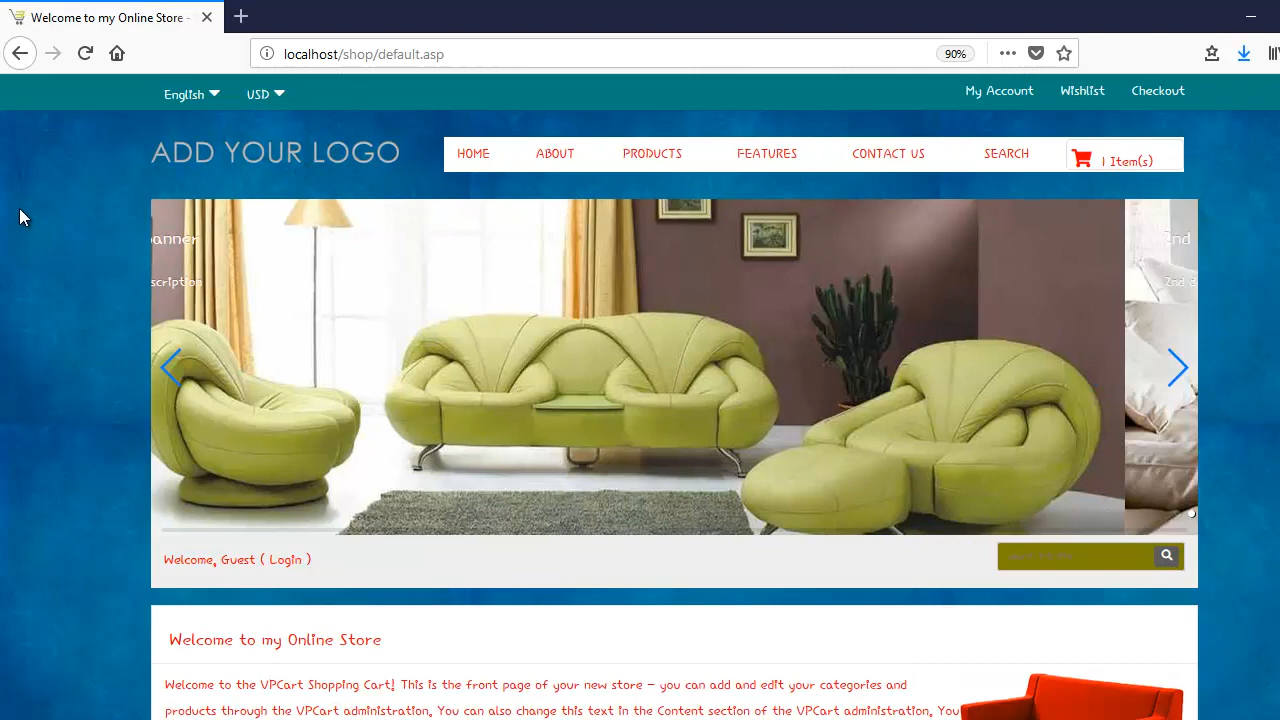 Welcome to my Online Store -
localhost/shop/default.asp
90%
English
USD
My Account
Wishlist
Checkout
ADD YOUR LOGO
HOME
ABOUT
PRODUCTS
FEATURES
CONTACT US
SEARCH
1 Item(s)
anner
2nd
scription
2nd
Welcome, Guest ( Login )
Welcome to my Online Store
Welcome to the VPCart Shopping Cart! This is the front page of your new store - you can add and edit your categories and
products through the VPCart administration. You can also change this text in the Content section of the VPCart administration. You